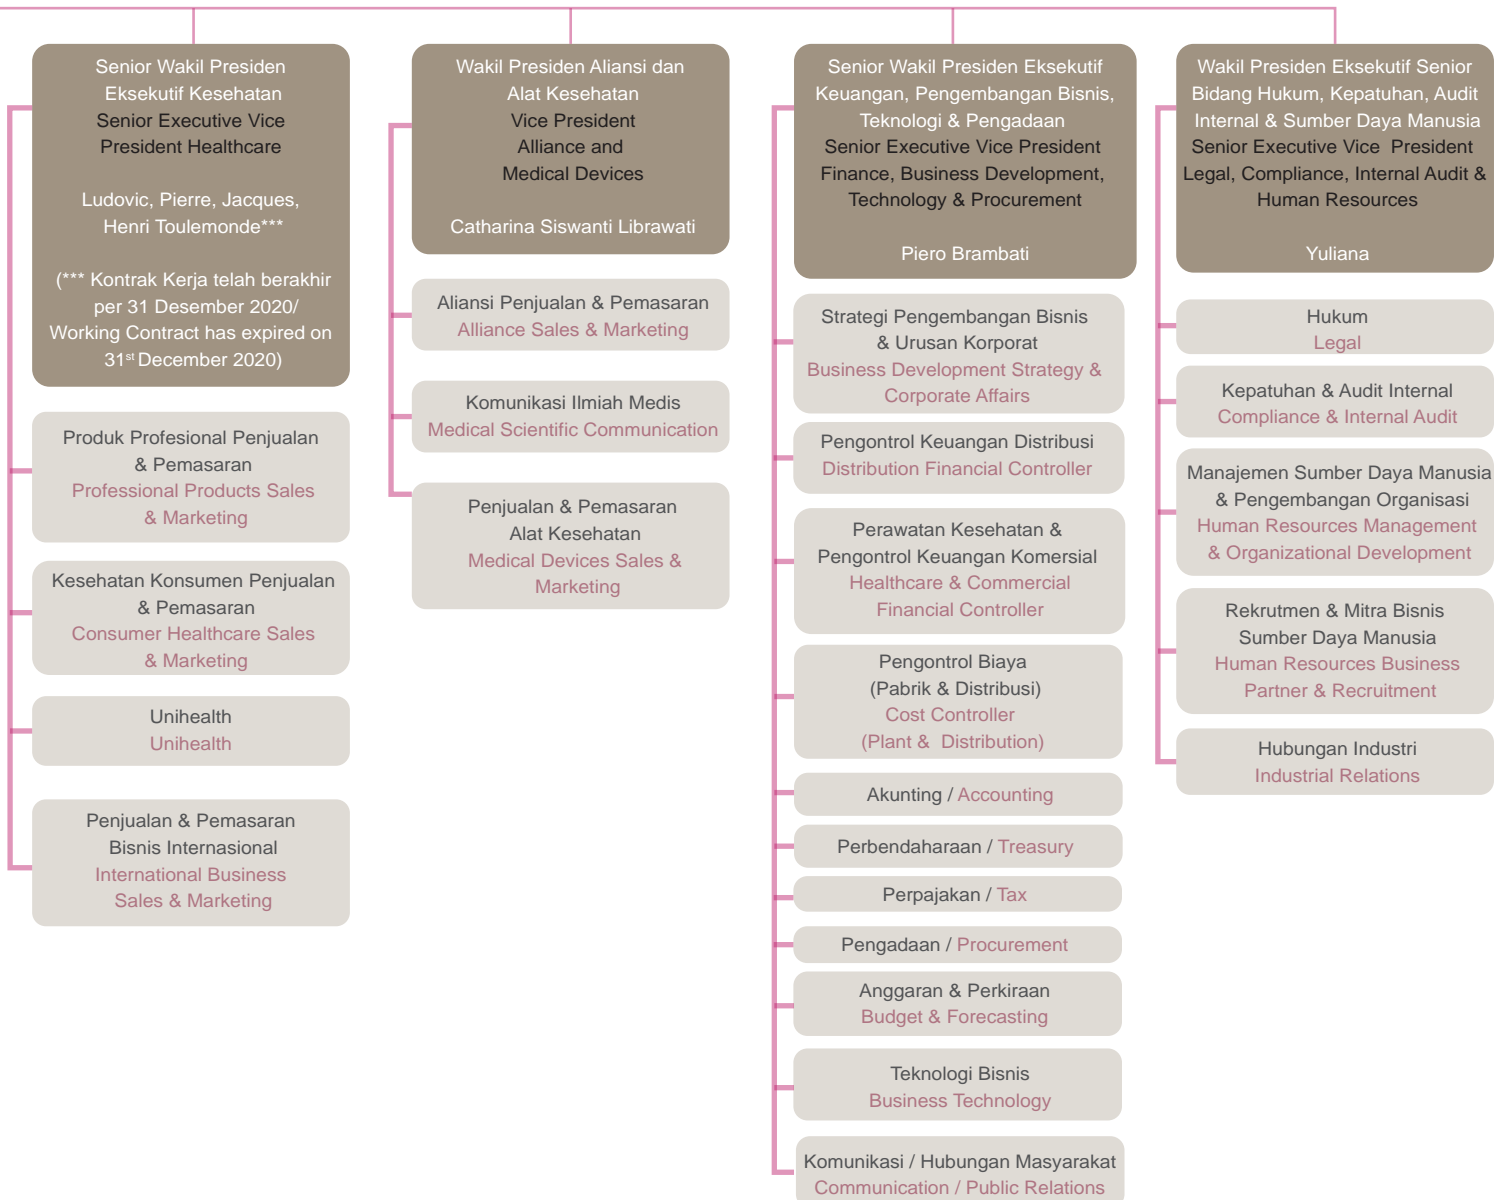 Senior Wakil Presiden
Eksekutif Kesehatan
Senior Executive Vice
President Healthcare
Ludovic, Pierre, Jacques,
Henri Toulemonde***
(*** Kontrak Kerja telah berakhir
per 31 Desember 2020/
Working Contract has expired on
31st December 2020)
Produk Profesional Penjualan
& Pemasaran
Professional Products Sales
& Marketing
Kesehatan Konsumen Penjualan
& Pemasaran
Consumer Healthcare Sales
& Marketing
Unihealth
Unihealth
Penjualan & Pemasaran
Bisnis Internasional
International Business
Sales & Marketing
Wakil Presiden Aliansi dan
Alat Kesehatan
Vice President
Alliance and
Medical Devices
Catharina Siswanti Librawati
Aliansi Penjualan & Pemasaran
Alliance Sales & Marketing
Komunikasi Ilmiah Medis
Medical Scientific Communication
Penjualan & Pemasaran
Alat Kesehatan
Medical Devices Sales &
Marketing
Senior Wakil Presiden Eksekutif
Keuangan, Pengembangan Bisnis,
Teknologi & Pengadaan
Senior Executive Vice President
Finance, Business Development,
Technology & Procurement
Piero Brambati
Strategi Pengembangan Bisnis
& Urusan Korporat
Business Development Strategy &
Corporate Affairs
Pengontrol Keuangan Distribusi
Distribution Financial Controller
Perawatan Kesehatan &
Pengontrol Keuangan Komersial
Healthcare & Commercial
Financial Controller
Pengontrol Biaya
(Pabrik & Distribusi)
Cost Controller
(Plant & Distribution)
Akunting / Accounting
Perbendaharaan / Treasury
Perpajakan / Tax
Pengadaan / Procurement
Anggaran & Perkiraan
Budget & Forecasting
Teknologi Bisnis
Business Technology
Komunikasi / Hubungan Masyarakat
Communication / Public Relations
Wakil Presiden Eksekutif Senior
Bidang Hukum, Kepatuhan, Audit
Internal & Sumber Daya Manusia
Senior Executive Vice President
Legal, Compliance, Internal Audit &
Human Resources
Yuliana
Hukum
Legal
Kepatuhan & Audit Internal
Compliance & Internal Audit
Manajemen Sumber Daya Manusia
& Pengembangan Organisasi
Human Resources Management
& Organizational Development
Rekrutmen & Mitra Bisnis
Sumber Daya Manusia
Human Resources Business
Partner & Recruitment
Hubungan Industri
Industrial Relations